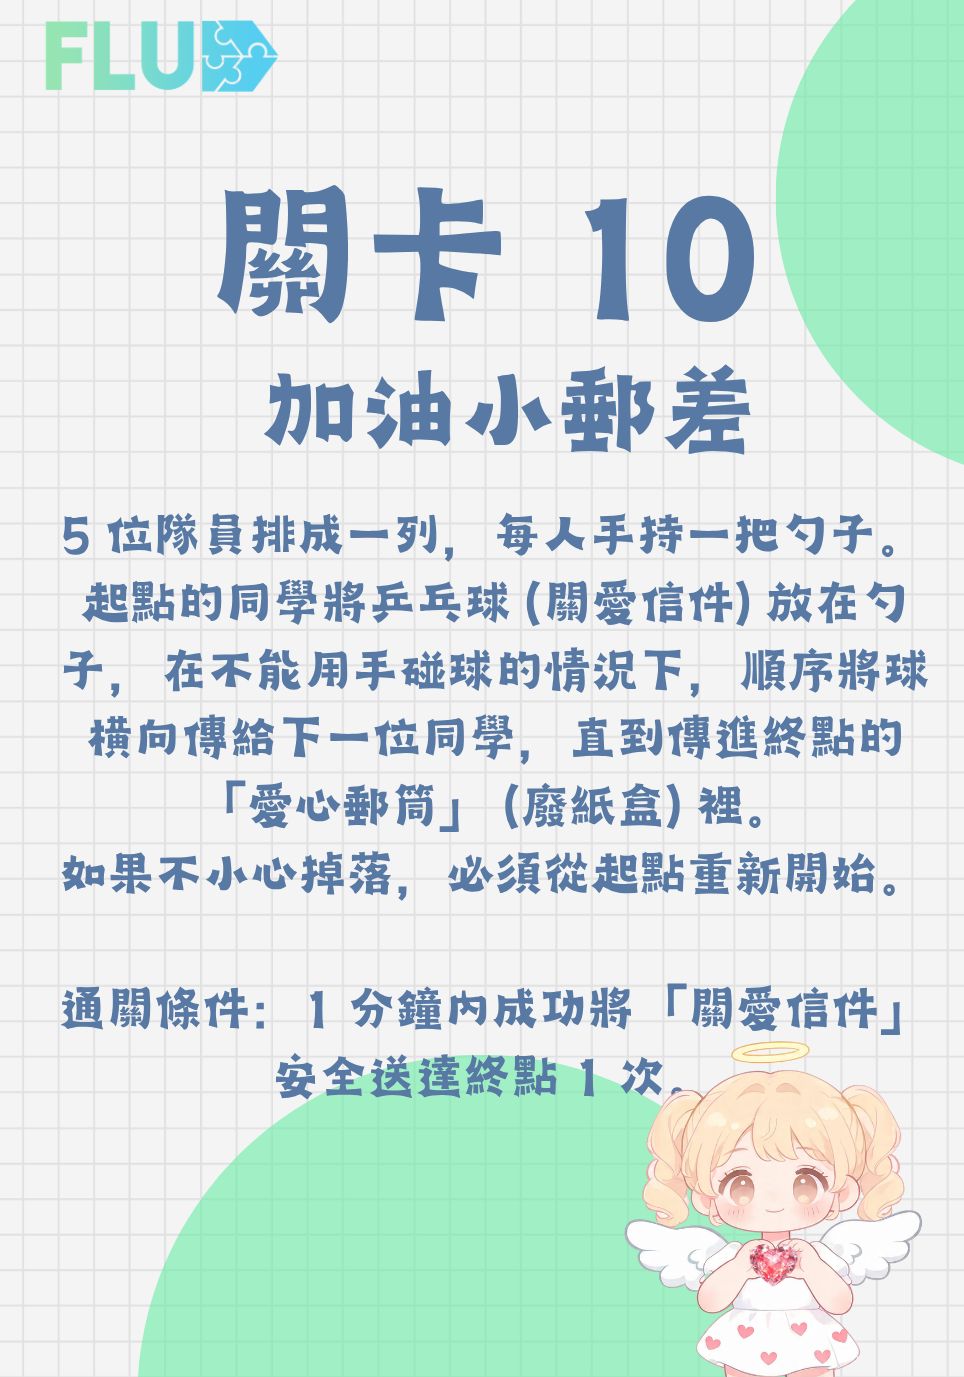 FLUD
關卡 10
加油小郵差
5 位隊員排成一列，每人手持一把勺子。
起點的同學將乒乓球 (關愛信件) 放在勺
子，在不能用手碰球的情況下，順序將球
橫向傳給下一位同學，直到傳進終點的
「愛心郵筒」 (廢紙盒) 裡。
如果不小心掉落，必須從起點重新開始。
通關條件： 1 分鐘內成功將「關愛信件」
安全送達終點 1 次。